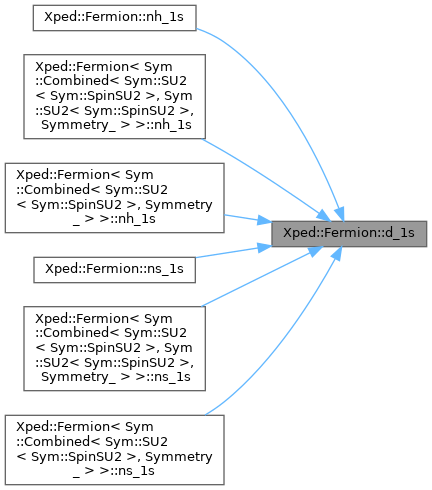 Xped::Fermion::nh_1s
Xped::Fermion< Sym
::Combined< Sym::SU2
< Sym::SpinSU2 >, Sym
::SU2< Sym::SpinSU2 >,
Symmetry_ > >::nh_1s
Xped::Fermion< Sym
::Combined< Sym::SU2
< Sym::SpinSU2 >, Symmetry
_ > >::nh_1s
Xped::Fermion::d_1s
Xped::Fermion::ns_1s
Xped::Fermion< Sym
::Combined< Sym::SU2
< Sym::SpinSU2 >, Sym
::SU2< Sym::SpinSU2 >,
Symmetry_ > >::ns_1s
Xped::Fermion< Sym
::Combined< Sym::SU2
< Sym::SpinSU2 >, Symmetry
_ > >::ns_1s